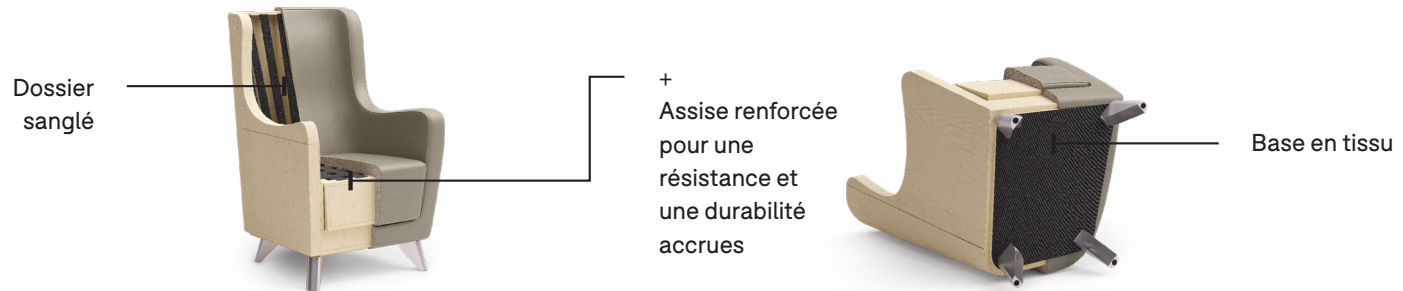 Dossier
sanglé
+
Assise renforcée
pour une
résistance et
une durabilité
accrues
Base en tissu